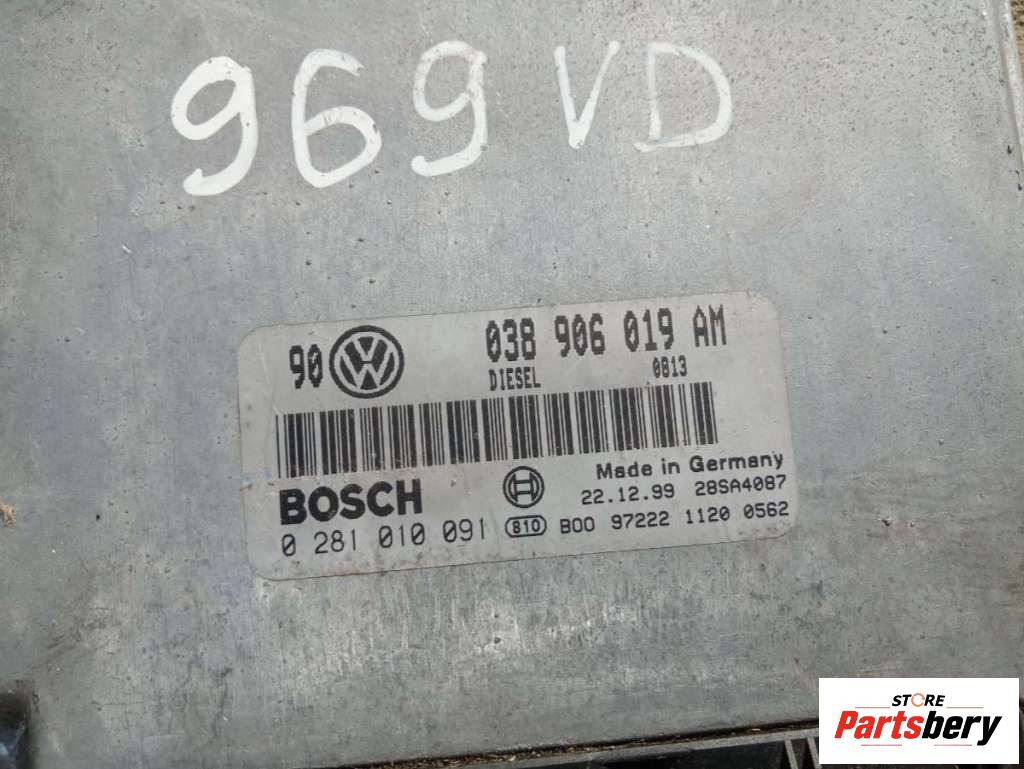 969 VD
90 VW 038 906 019 AM
DIESEL 0813
BOSCH
Made in Germany
22.12.99 28SA4087
0 281 010 091 810 B00 97222 1120 0562
STORE
Partsbery